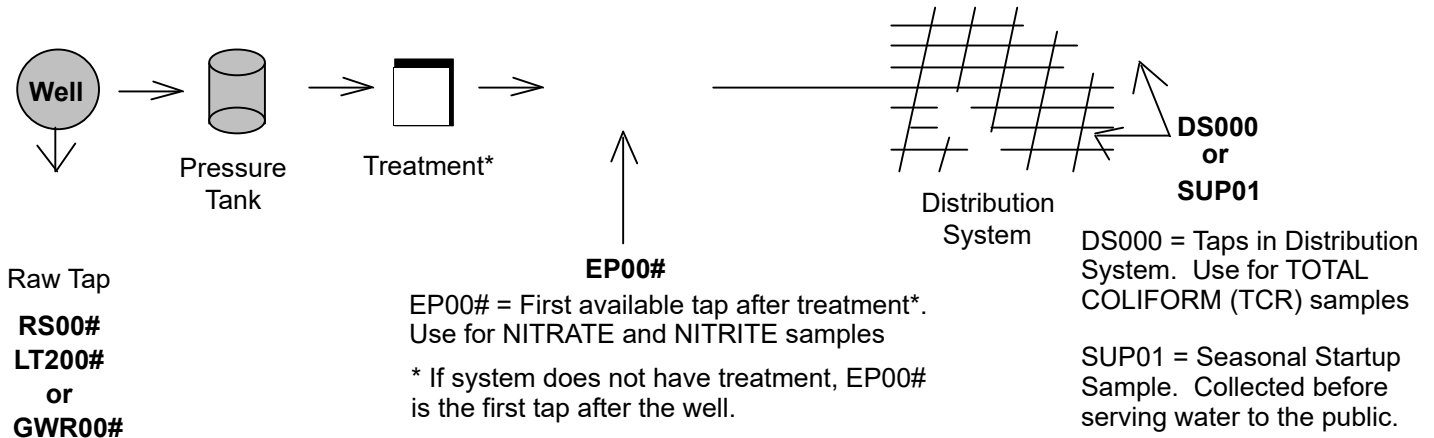 Well
Pressure
Tank
Treatment*
Distribution
System
DS000
or
SUP01
Raw Tap
RS00#
LT200#
or
GWR00#
EP00#
EP00# = First available tap after treatment*.
Use for NITRATE and NITRITE samples
* If system does not have treatment, EP00#
is the first tap after the well.
DS000 = Taps in Distribution
System.  Use for TOTAL
COLIFORM (TCR) samples
SUP01 = Seasonal Startup
Sample.  Collected before
serving water to the public.